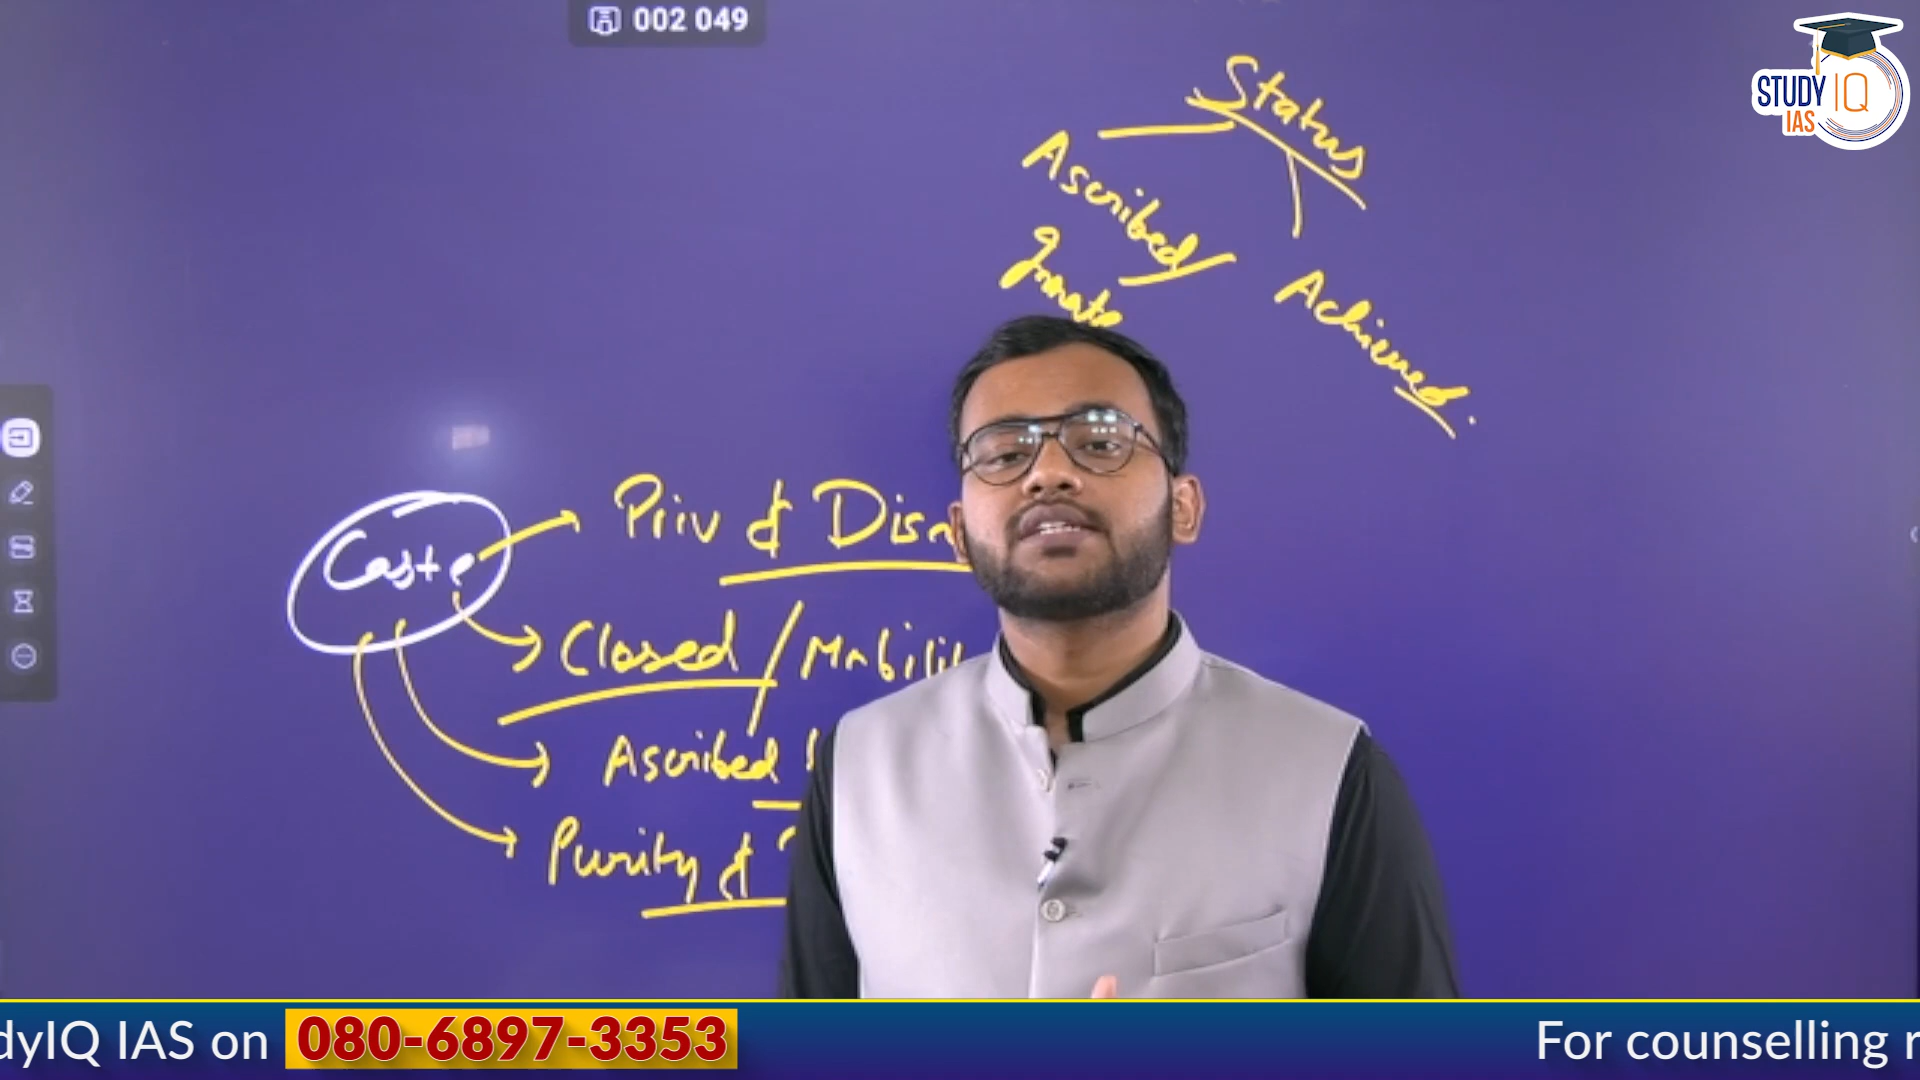 002 049
STUDY IQ
IAS
Status
Ascribed/
Achieved.
Caste
Priv & Dis
Closed / Mobili
Ascribed
Purity &
dyIQ IAS on 080-6897-3353
For counselling r